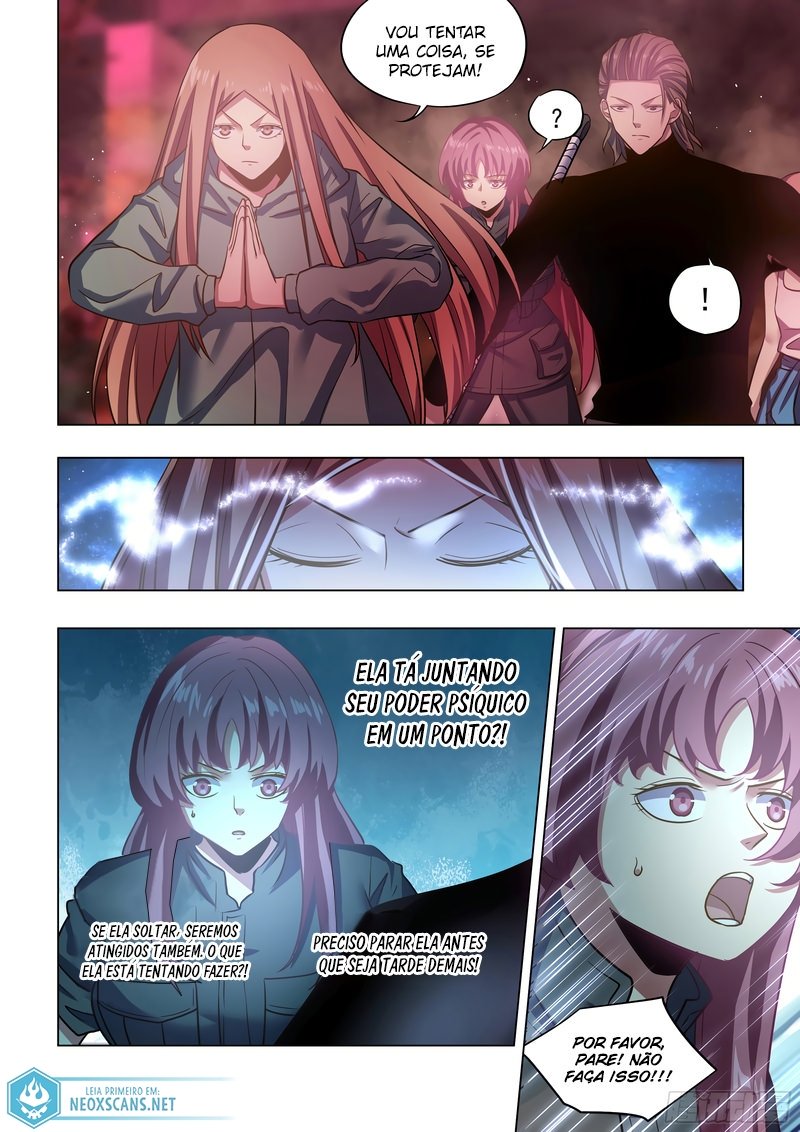 VOU TENTAR
UMA COISA, SE
PROTEJAM!
?
!
ELA TÁ JUNTANDO
SEU PODER PSÍQUICO
EM UM PONTO?!
SE ELA SOLTAR, SEREMOS
ATINGIDOS TAMBÉM. O QUE
ELA ESTÁ TENTANDO FAZER?!
PRECISO PARAR ELA ANTES
QUE SEJA TARDE DEMAIS!
POR FAVOR,
PARE! NÃO
FAÇA ISSO!!!
LEIA PRIMEIRO EM:
NEOXSCANS.NET